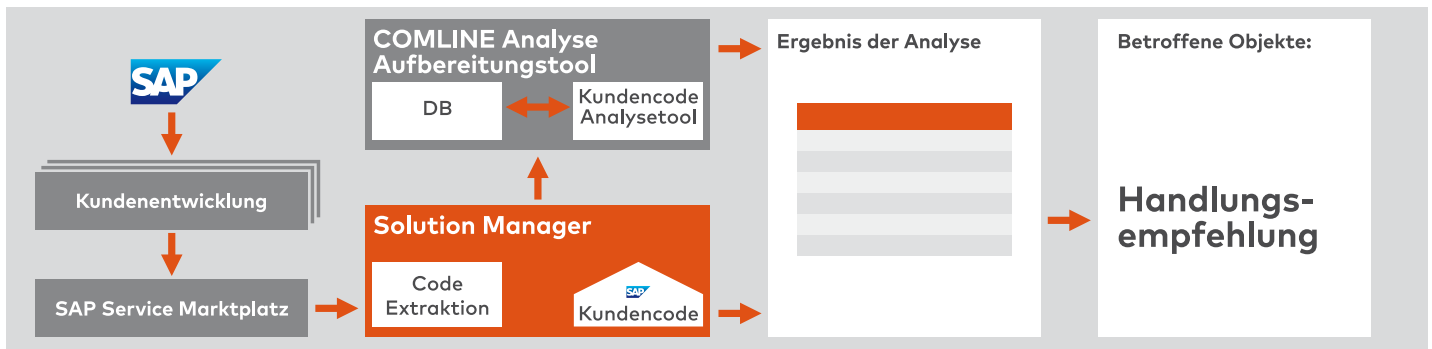 SAP
Kundenentwicklung
SAP Service Marktplatz
COMLINE Analyse
Aufbereitungstool
DB
Kundencode
Analysetool
Solution Manager
Code
Extraktion
SAP
Kundencode
Ergebnis der Analyse
Betroffene Objekte:
Handlungs-
empfehlung